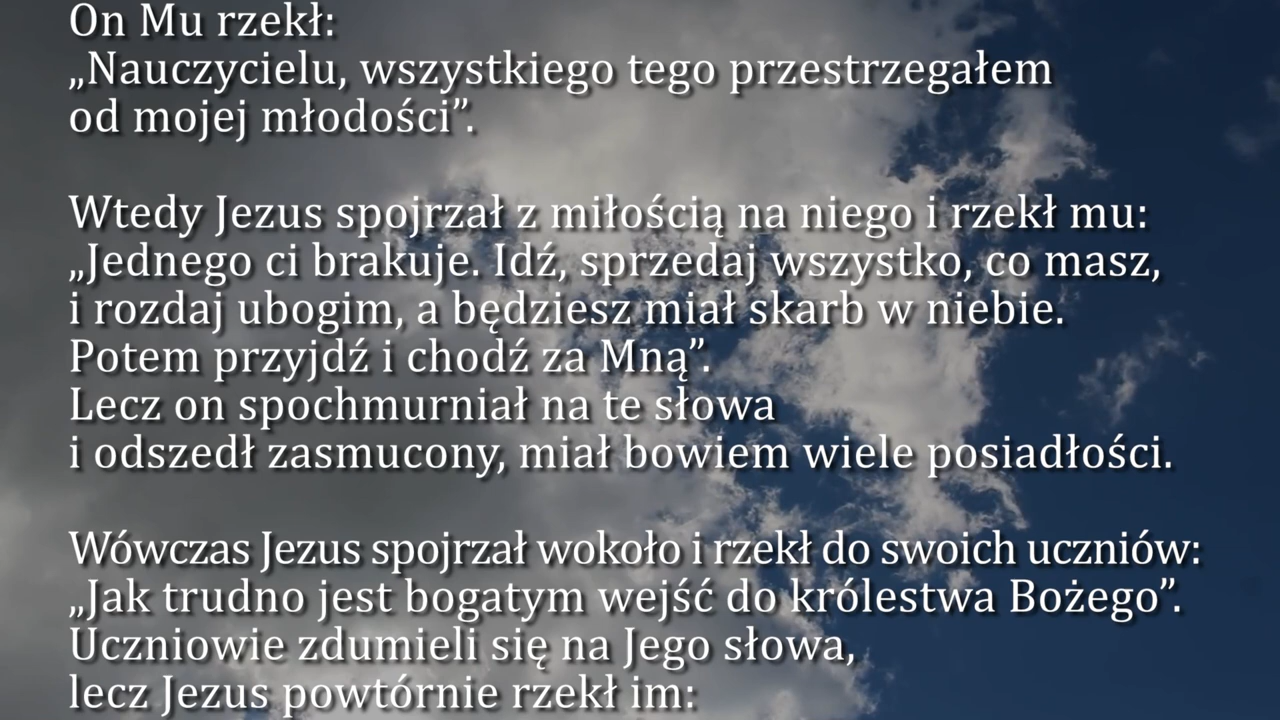 On Mu rzekł:
„Nauczycielu, wszystkiego tego przestrzegałem
od mojej młodości”.
Wtedy Jezus spojrzał z miłością na niego i rzekł mu:
„Jednego ci brakuje. Idź, sprzedaj wszystko, co masz,
i rozdaj ubogim, a będziesz miał skarb w niebie.
Potem przyjdź i chodź za Mną”.
Lecz on spochmurniał na te słowa
i odszedł zasmucony, miał bowiem wiele posiadłości.
Wówczas Jezus spojrzał wokoło i rzekł do swoich uczniów:
„Jak trudno jest bogatym wejść do królestwa Bożego”.
Uczniowie zdumieli się na Jego słowa,
lecz Jezus powtórnie rzekł im: